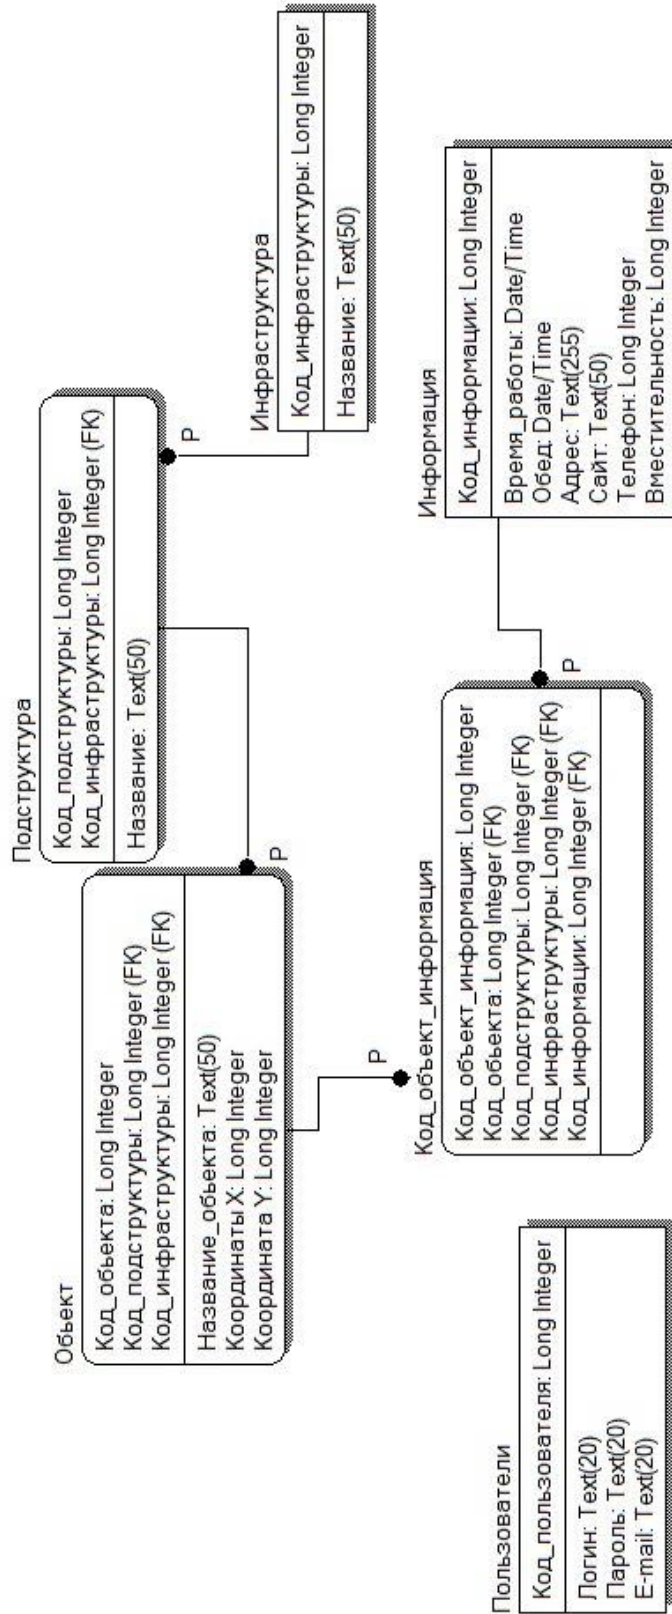 Обьект
Код_обьекта: Long Integer
Код_подструктуры: Long Integer (FK)
Код_инфраструктуры: Long Integer (FK)
Название_обьекта: Text(50)
Координаты X: Long Integer
Координата Y: Long Integer
Подструктура
Код_подструктуры: Long Integer
Код_инфраструктуры: Long Integer (FK)
Название: Text(50)
P
P
Инфраструктура
Код_инфраструктуры: Long Integer
Название: Text(50)
P
Код_объект_информация
Код_объект_информация: Long Integer
Код_обьекта: Long Integer (FK)
Код_подструктуры: Long Integer (FK)
Код_инфраструктуры: Long Integer (FK)
Код_информации: Long Integer (FK)
P
Информация
Код_информации: Long Integer
Время_работы: Date/Time
Обед: Date/Time
Адрес: Text(255)
Сайт: Text(50)
Телефон: Long Integer
Вместительность: Long Integer
Пользователи
Код_пользователя: Long Integer
Логин: Text(20)
Пароль: Text(20)
E-mail: Text(20)